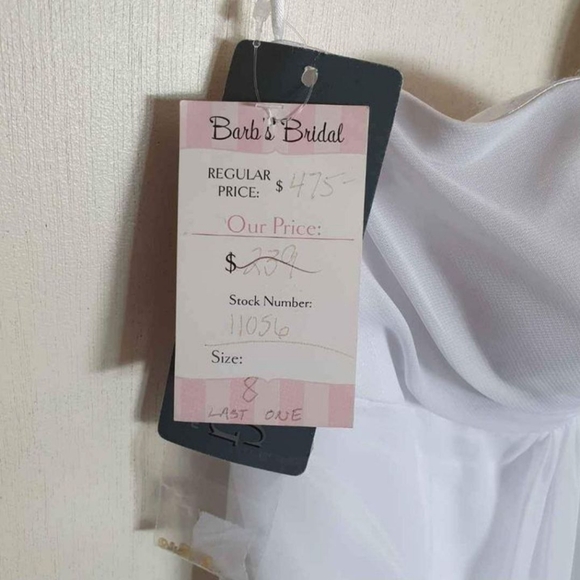 Barb's Bridal
REGULAR PRICE: $ 475-
Our Price:
$ 239
Stock Number:
11056
Size:
8
LAST ONE